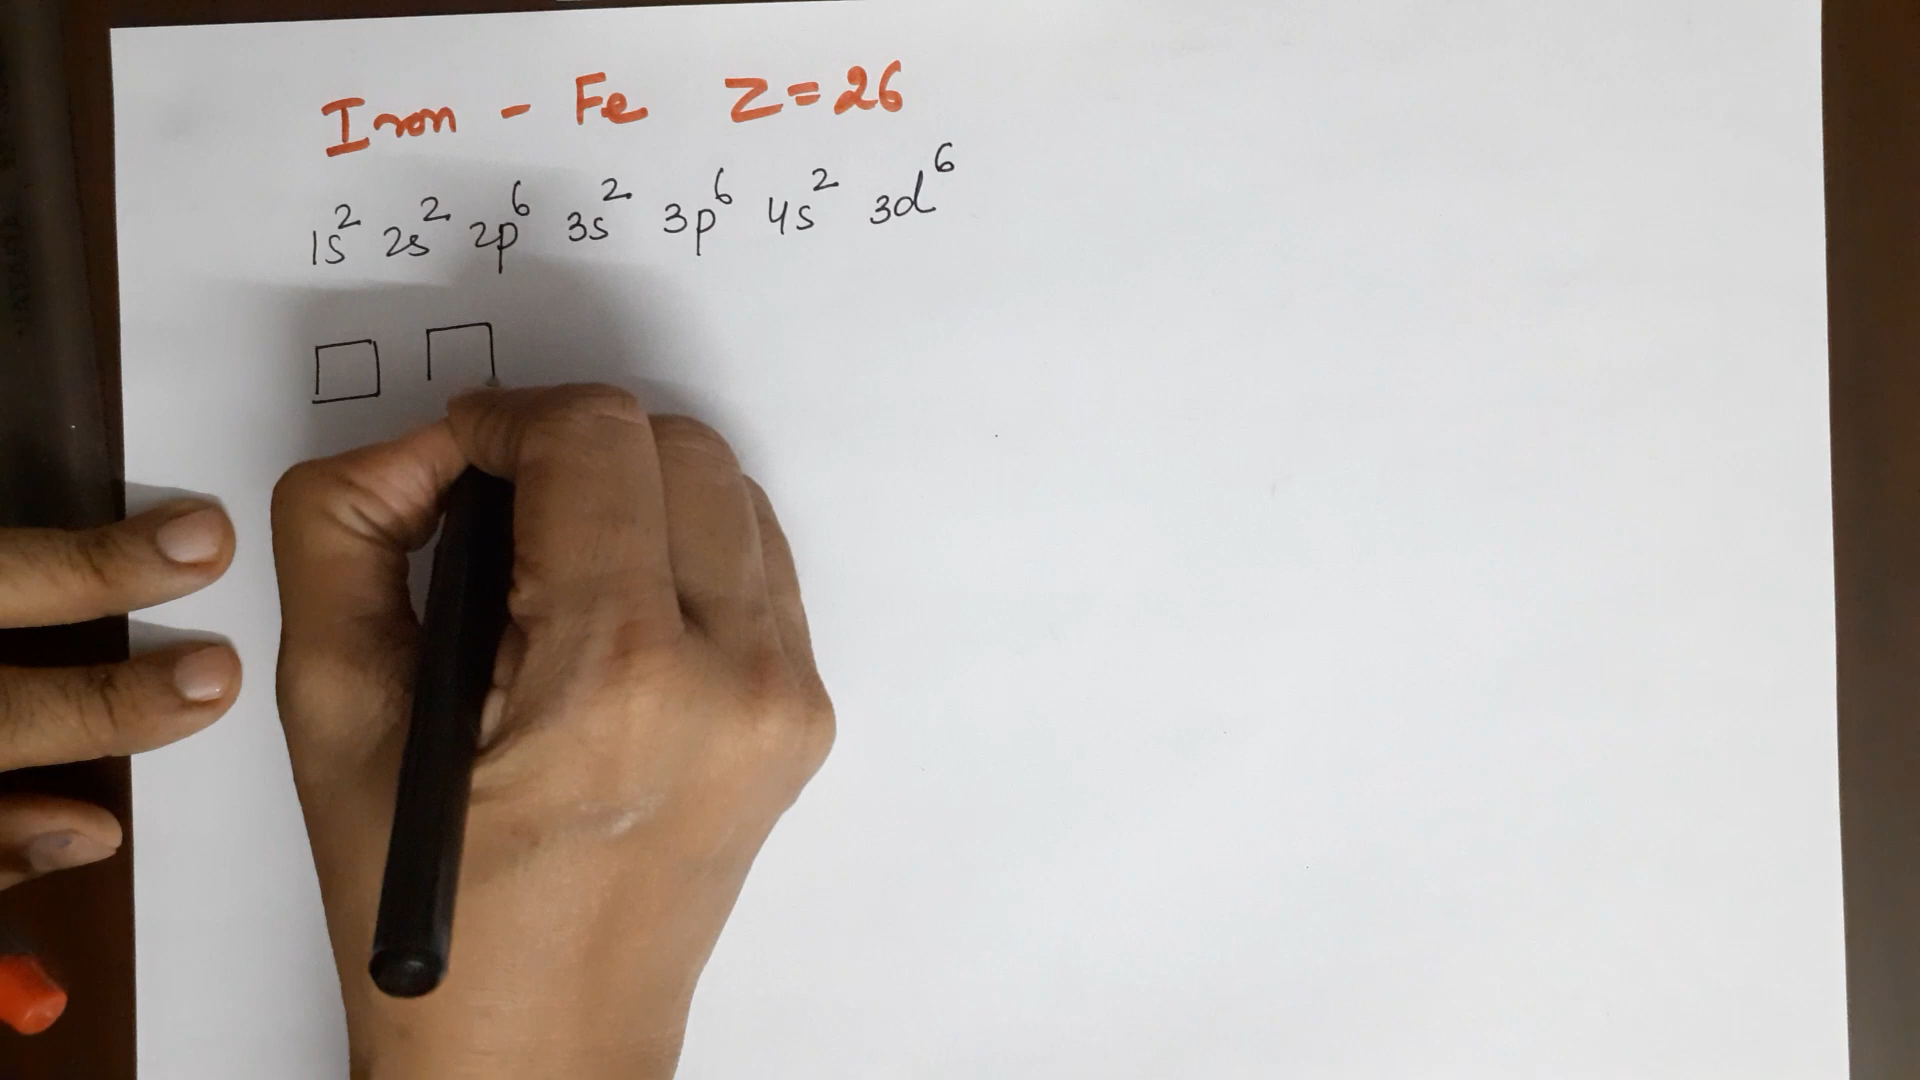 Iron - Fe Z=26
1s² 2s² 2p⁶ 3s² 3p⁶ 4s² 3d⁶